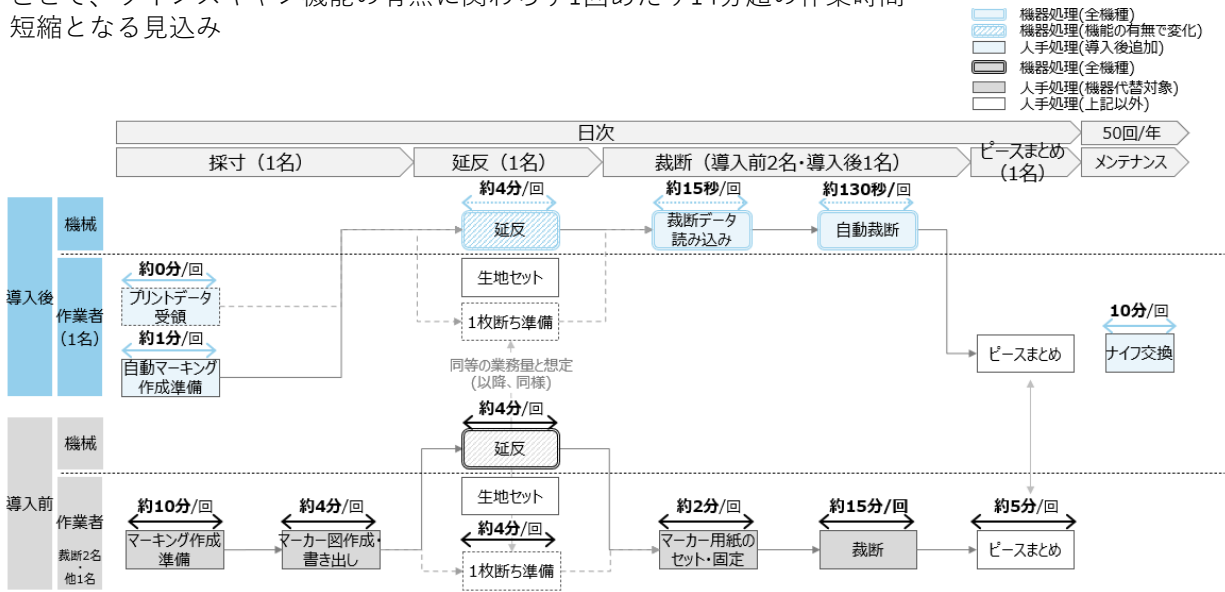 短縮となる見込み
機器処理(全機種)
機器処理(機能の有無で変化)
人手処理(導入後追加)
機器処理(全機種)
人手処理(機器代替対象)
人手処理(上記以外)
日次
50回/年
採寸（1名）
延反（1名）
裁断（導入前2名・導入後1名）
ピースまとめ
（1名）
メンテナンス
導入後
機械
約4分/回
延反
約15秒/回
裁断データ
読み込み
約130秒/回
自動裁断
作業者
（1名）
約0分/回
プリントデータ
受領
約1分/回
自動マーキング
作成準備
生地セット
1枚断ち準備
同等の業務量と想定
(以降、同様)
ピースまとめ
10分/回
ナイフ交換
導入前
機械
約4分/回
延反
作業者
裁断2名
・
他1名
約10分/回
マーキング作成
準備
約4分/回
マーカー図作成・
書き出し
生地セット
約4分/回
1枚断ち準備
約2分/回
マーカー用紙の
セット・固定
約15分/回
裁断
約5分/回
ピースまとめ